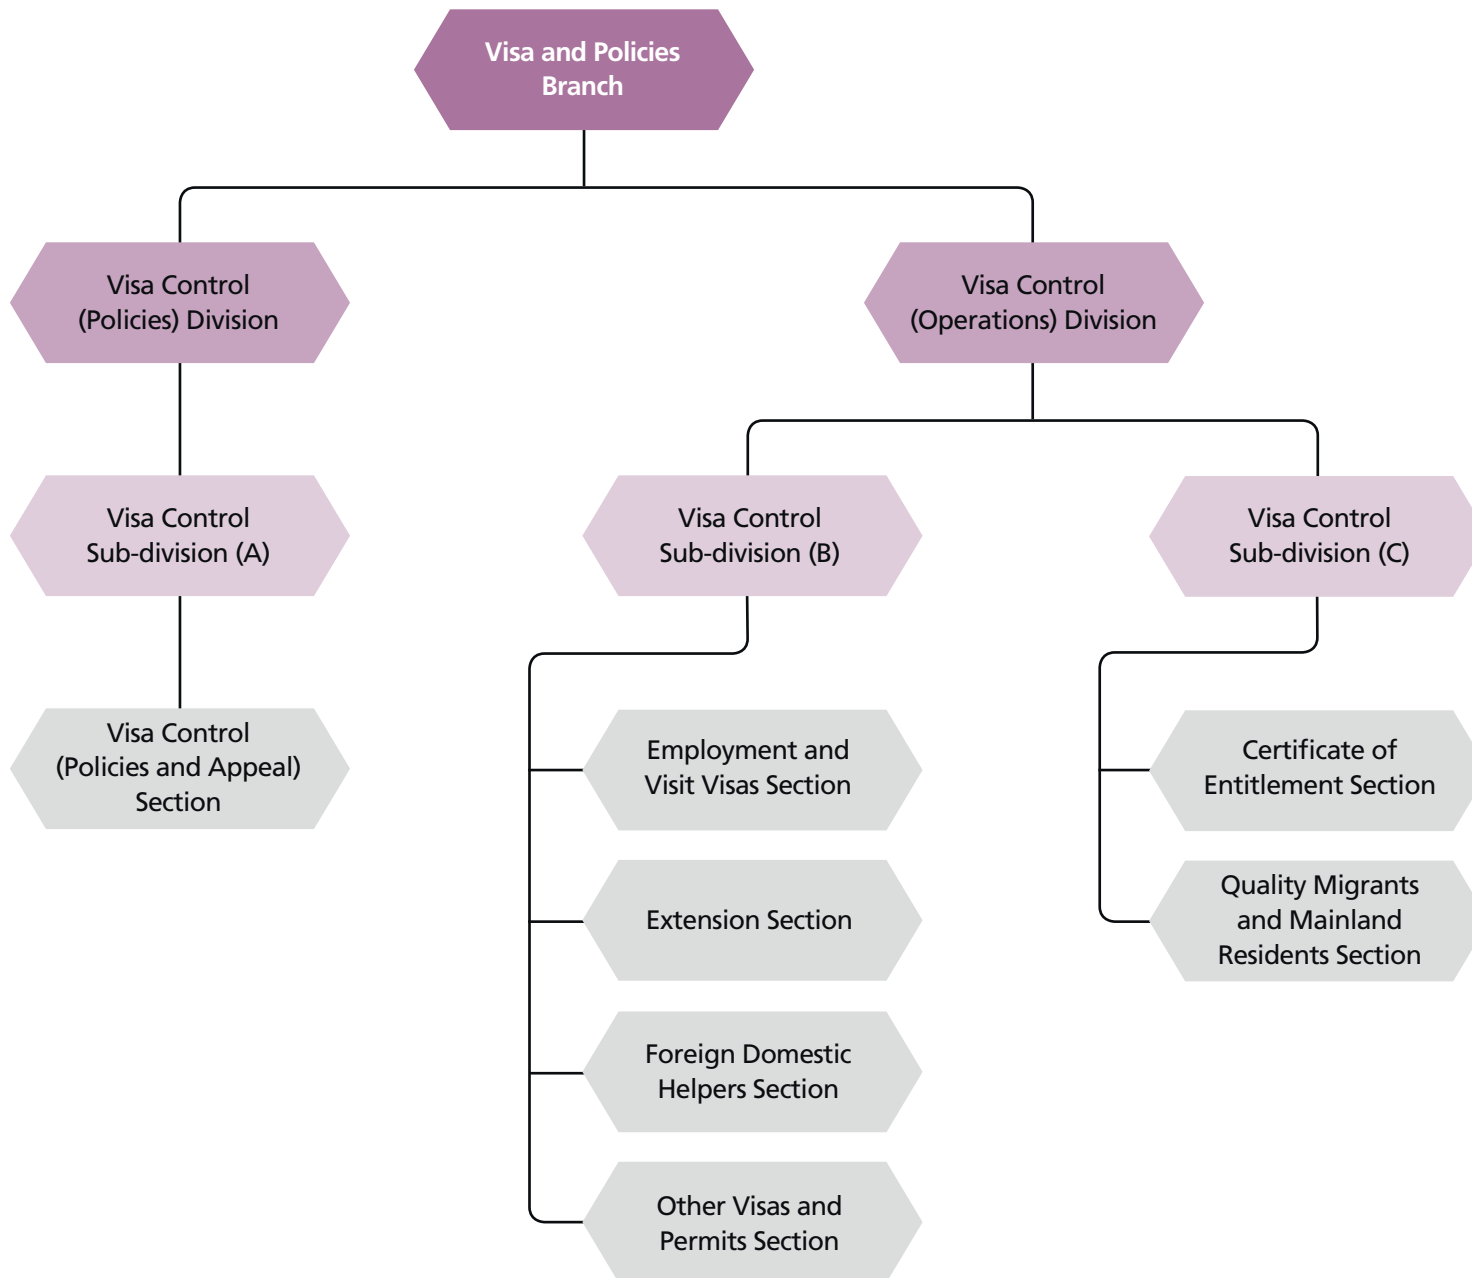 Visa and Policies
Branch
Visa Control
(Policies) Division
Visa Control
(Operations) Division
Visa Control
Sub-division (A)
Visa Control
Sub-division (B)
Visa Control
Sub-division (C)
Visa Control
(Policies and Appeal)
Section
Employment and
Visit Visas Section
Certificate of
Entitlement Section
Extension Section
Quality Migrants
and Mainland
Residents Section
Foreign Domestic
Helpers Section
Other Visas and
Permits Section